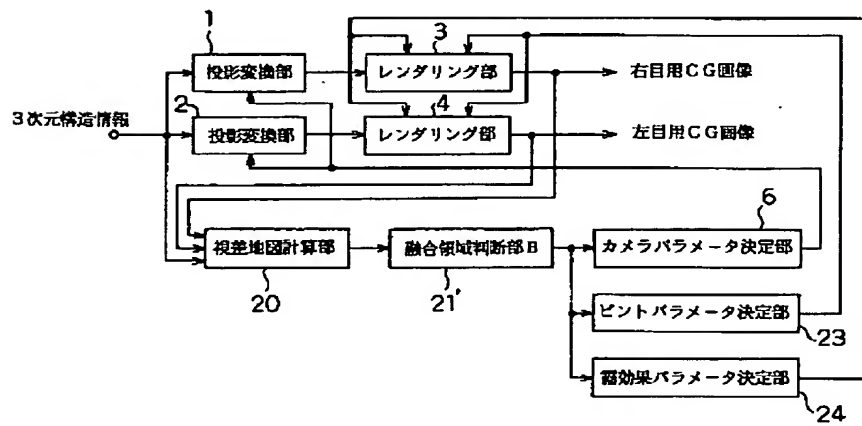 1
投影変換部
3
レンダリング部
右目用CG画像
2
投影変換部
4
レンダリング部
左目用CG画像
3次元構造情報
視差地図計算部
20
融合領域判断部B
21'
6
カメラパラメータ決定部
ピントパラメータ決定部
23
霧効果パラメータ決定部
24